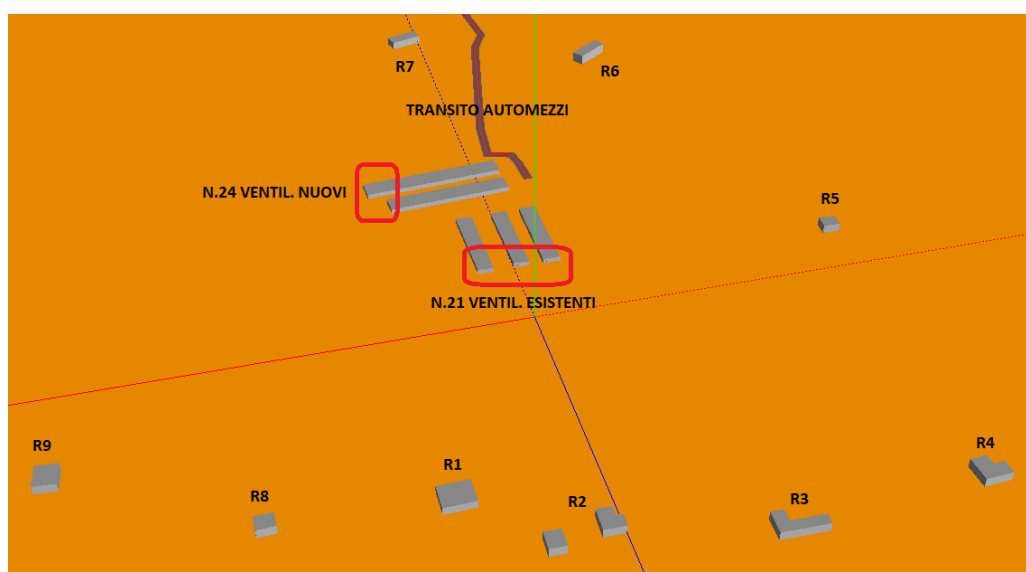 R7
R6
TRANSITO AUTOMEZZI
N.24 VENTIL. NUOVI
R5
N.21 VENTIL. ESISTENTI
R9
R1
R4
R8
R2
R3